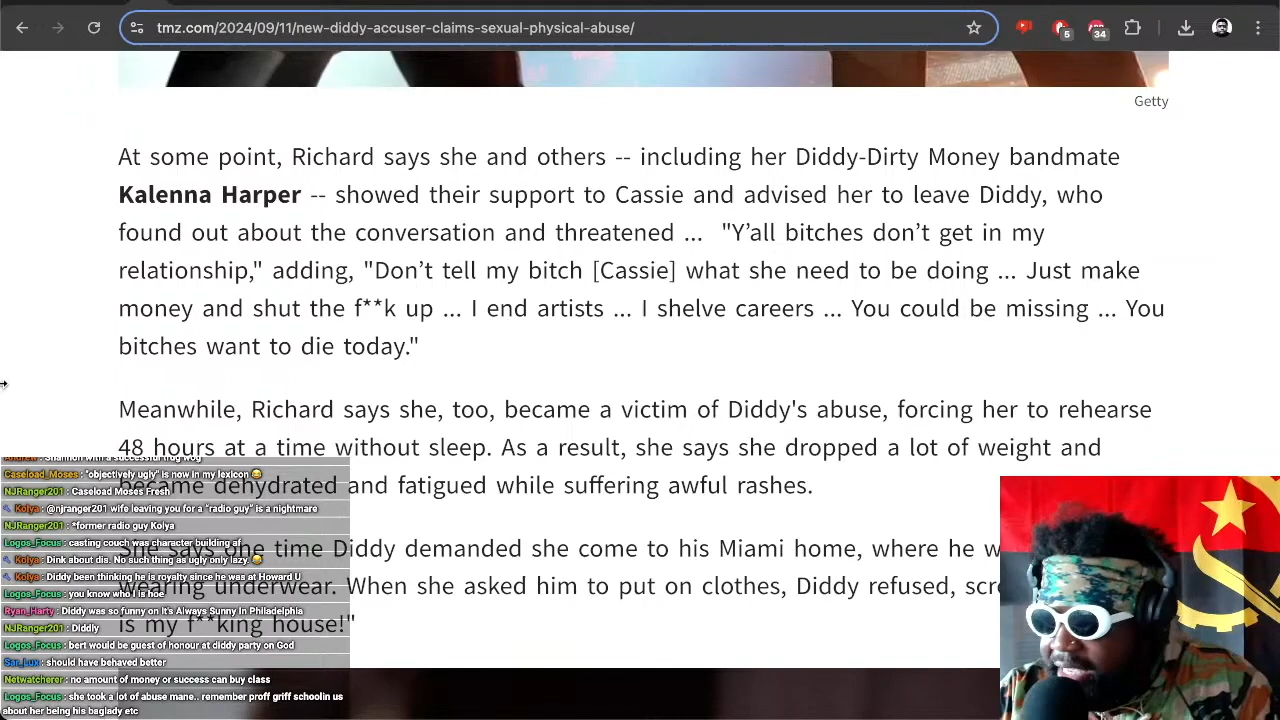 tmz.com/2024/09/11/new-diddy-accuser-claims-sexual-physical-abuse/
5
34
Getty
At some point, Richard says she and others -- including her Diddy-Dirty Money bandmate
Kalenna Harper -- showed their support to Cassie and advised her to leave Diddy, who
found out about the conversation and threatened ... "Y’all bitches don’t get in my
relationship," adding, "Don’t tell my bitch [Cassie] what she need to be doing ... Just make
money and shut the f**k up ... I end artists ... I shelve careers ... You could be missing ... You
bitches want to die today."
Meanwhile, Richard says she, too, became a victim of Diddy's abuse, forcing her to rehearse
48 hours at a time without sleep. As a result, she says she dropped a lot of weight and
became dehydrated and fatigued while suffering awful rashes.
She says one time Diddy demanded she come to his Miami home, where he w
wearing underwear. When she asked him to put on clothes, Diddy refused, scr
is my f**king house!"
Andrew: Shannon with a successful frog wog
Caseload_Moses: "objectively ugly" is now in my lexicon 😂
NJRanger201: Caseload Moses Fresh
Kolya: @njranger201 wife leaving you for a "radio guy" is a nightmare
NJRanger201: *former radio guy Kolya
Logos_Focus: casting couch was character building af
Kolya: Dink about dis. No such thing as ugly only lazy. 😂
Kolya: Diddy been thinking he is royalty since he was at Howard U
Logos_Focus: you know who I is hoe
Ryan_Harty: Diddy was so funny on It's Always Sunny in Philadelphia
NJRanger201: Diddly
Logos_Focus: bert would be guest of honour at diddy party on God
Sar_Lux: should have behaved better
Netwatcherer: no amount of money or success can buy class
Logos_Focus: she took a lot of abuse mane.. remember proff griff schoolin us
about her being his baglady etc